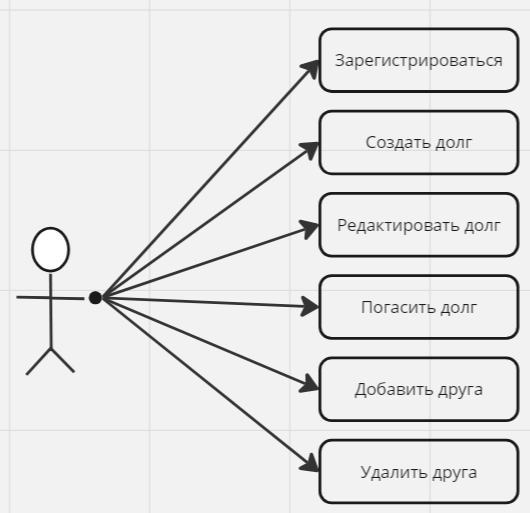 Зарегистрироваться
Создать долг
Редактировать долг
Погасить долг
Добавить друга
Удалить друга